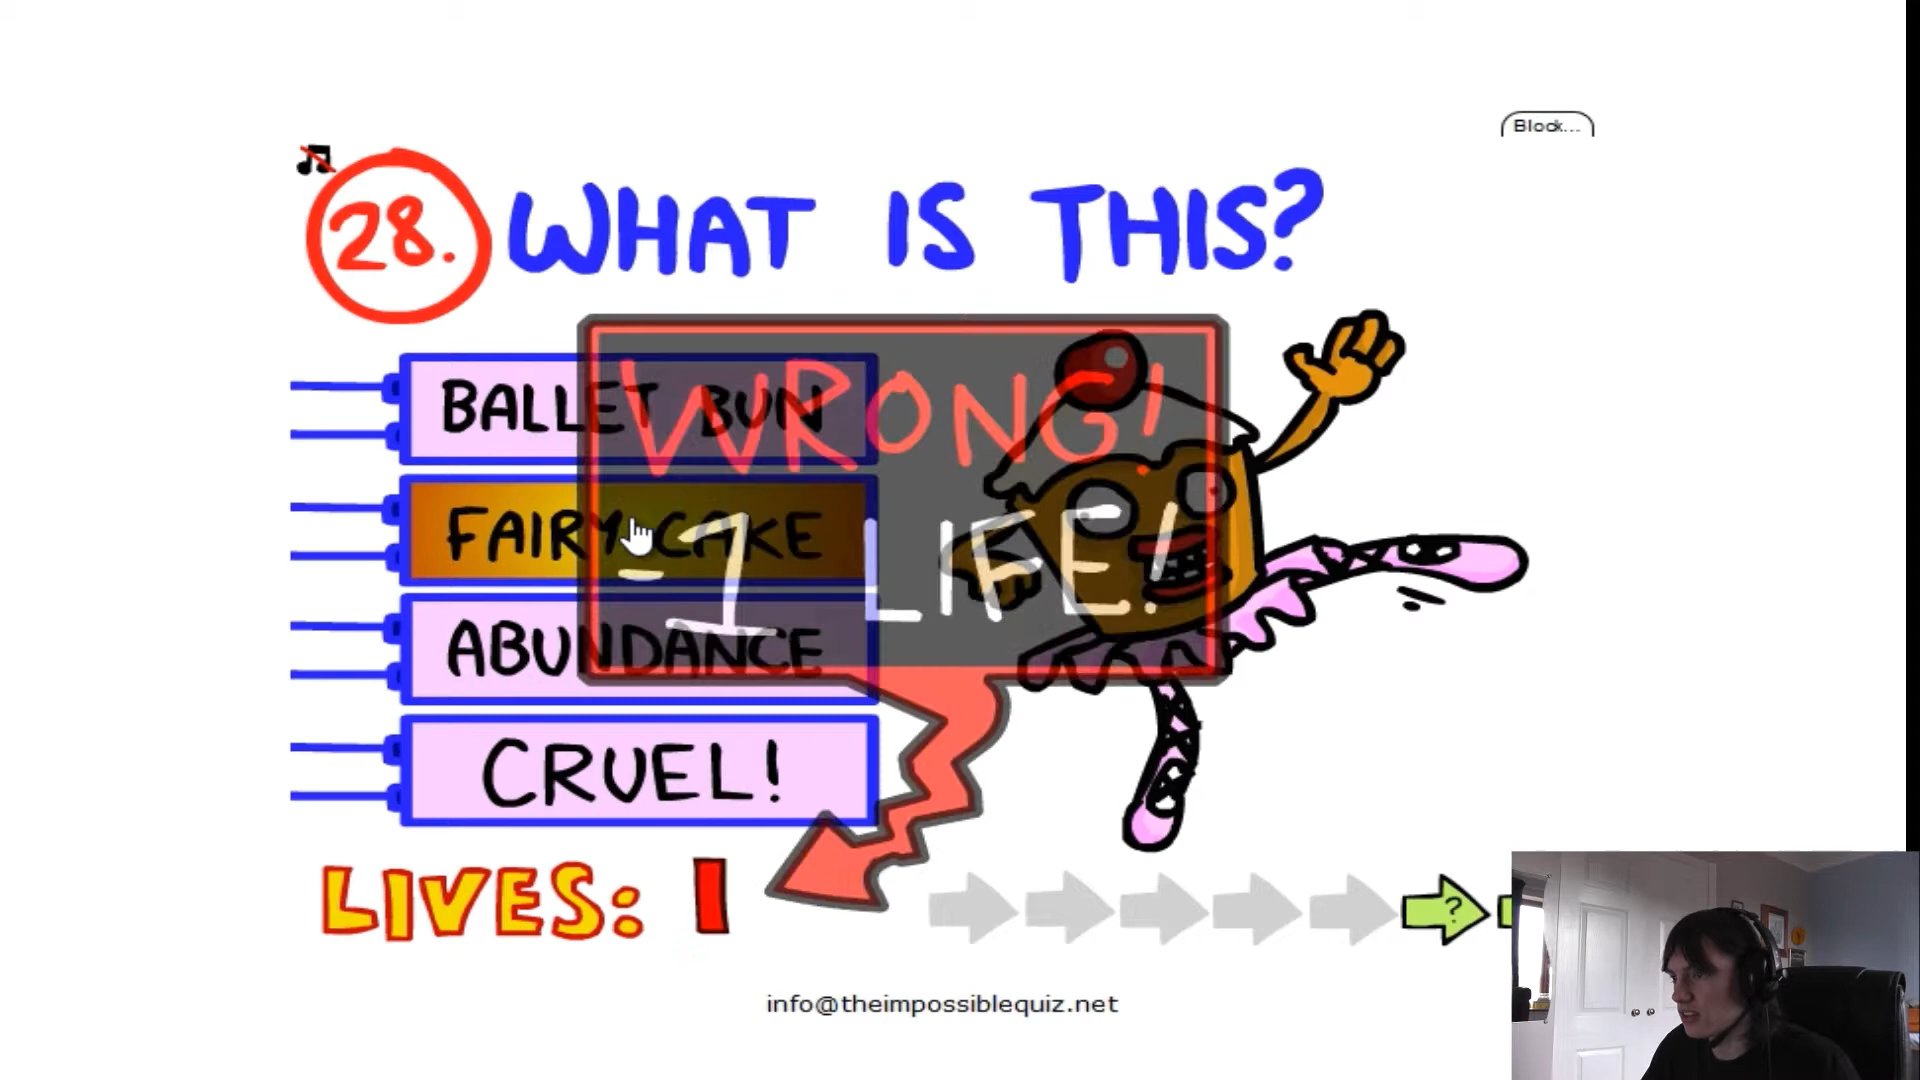 Block...
28. WHAT IS THIS?
WRONG!
-1 LIFE!
BALLET BUN
FAIRY CAKE
ABUNDANCE
CRUEL!
LIVES: 1
?
info@theimpossiblequiz.net